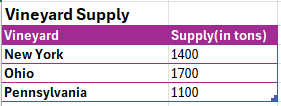 Vineyard Supply
Vineyard Supply(in tons)
New York 1400
Ohio 1700
Pennsylvania 1100